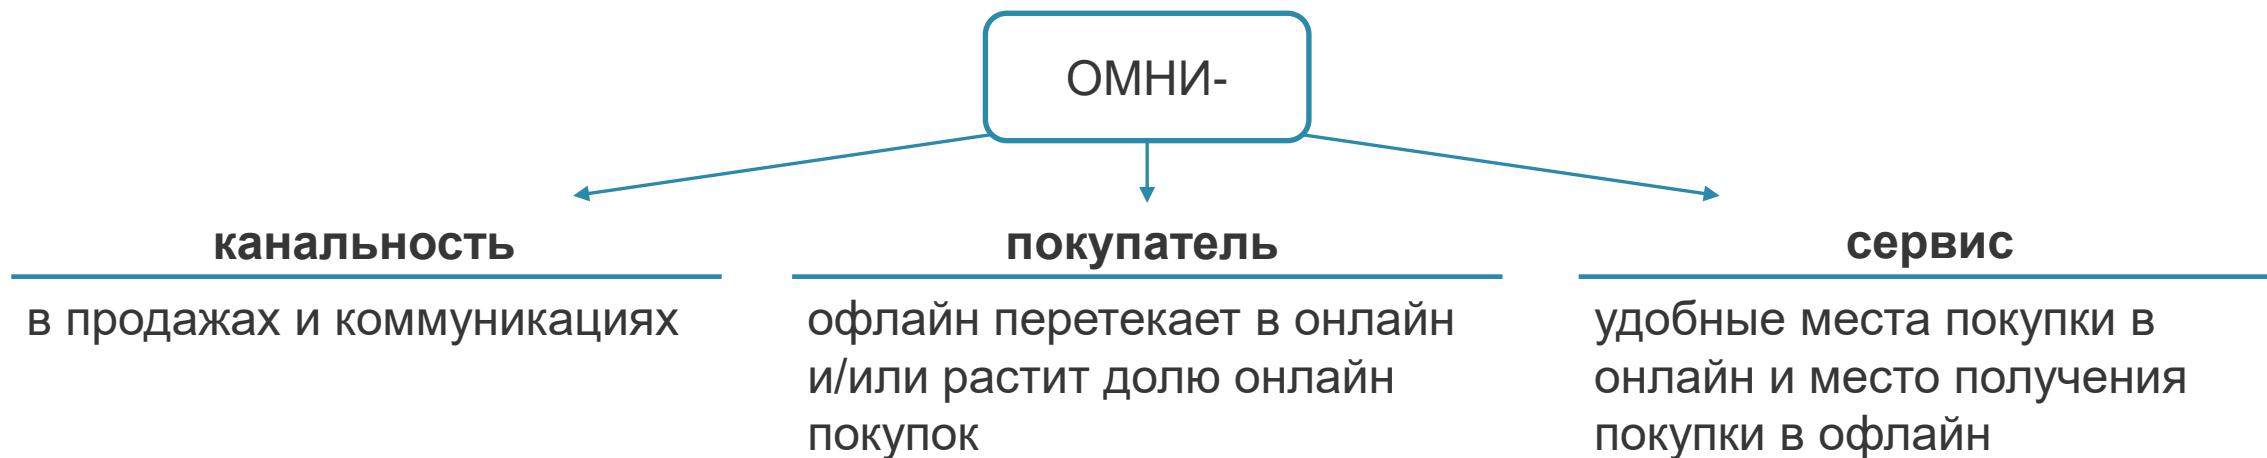 ОМНИ-
канальность
в продажах и коммуникациях
покупатель
офлайн перетекает в онлайн
и/или растит долю онлайн
покупок
сервис
удобные места покупки в
онлайн и место получения
покупки в офлайн